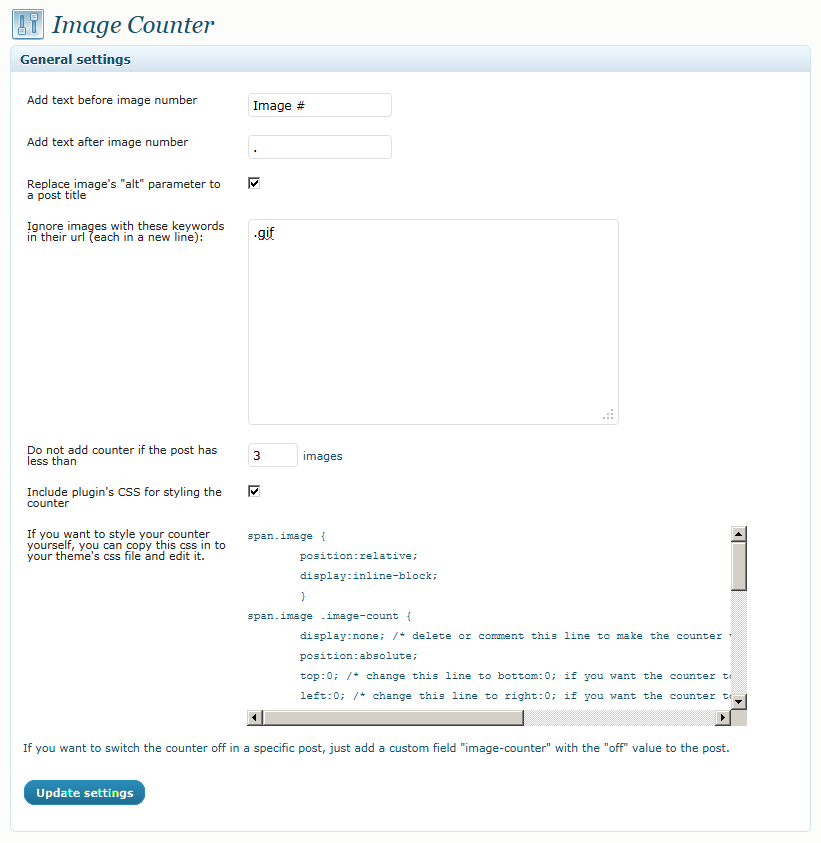 Image Counter
General settings
Add text before image number
Image #
Add text after image number
.
Replace image's "alt" parameter to
a post title
Ignore images with these keywords
in their url (each in a new line):
.gif
Do not add counter if the post has
less than
3 images
Include plugin's CSS for styling the
counter
If you want to style your counter
yourself, you can copy this css in to
your theme's css file and edit it.
span.image {
position:relative;
display:inline-block;
}
span.image .image-count {
display:none; /* delete or comment this line to make the counter
position:absolute;
top:0; /* change this line to bottom:0; if you want the counter
left:0; /* change this line to right:0; if you want the counter
If you want to switch the counter off in a specific post, just add a custom field "image-counter" with the "off" value to the post.
Update settings